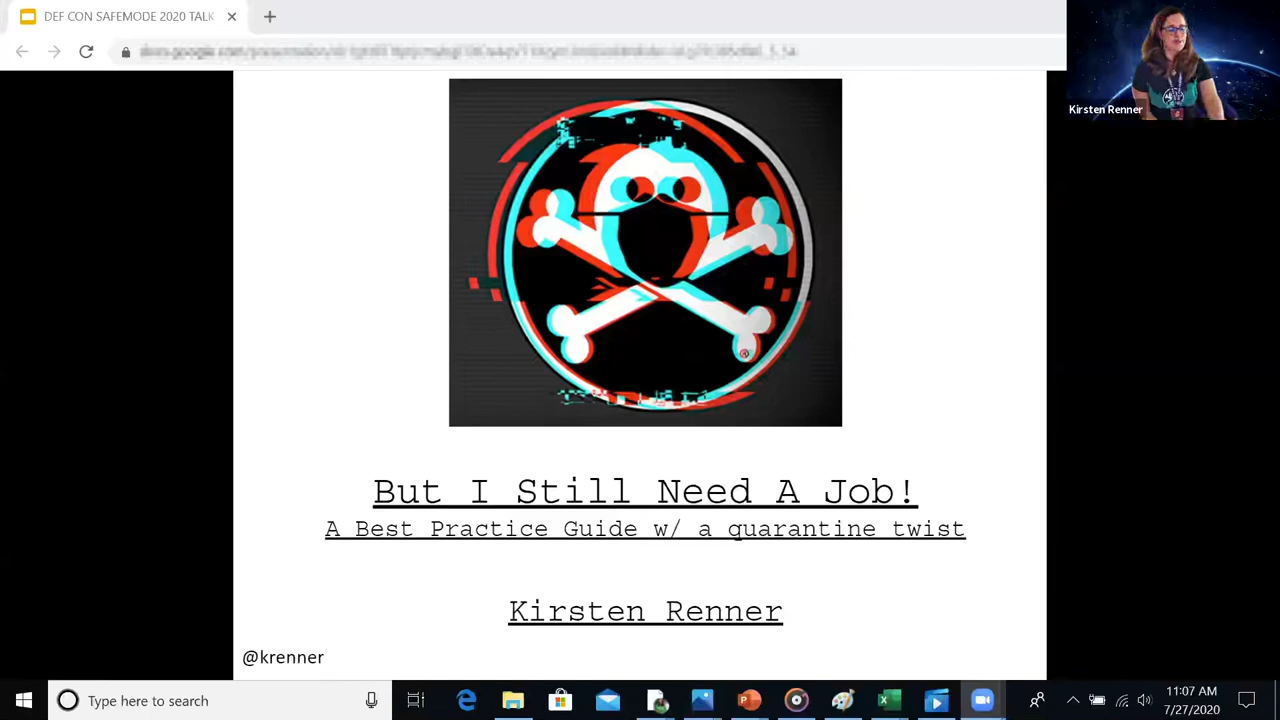 DEF CON SAFEMODE 2020 TALK
Kirsten Renner
But I Still Need A Job!
A Best Practice Guide w/ a quarantine twist
Kirsten Renner
@krenner
Type here to search
11:07 AM
7/27/2020